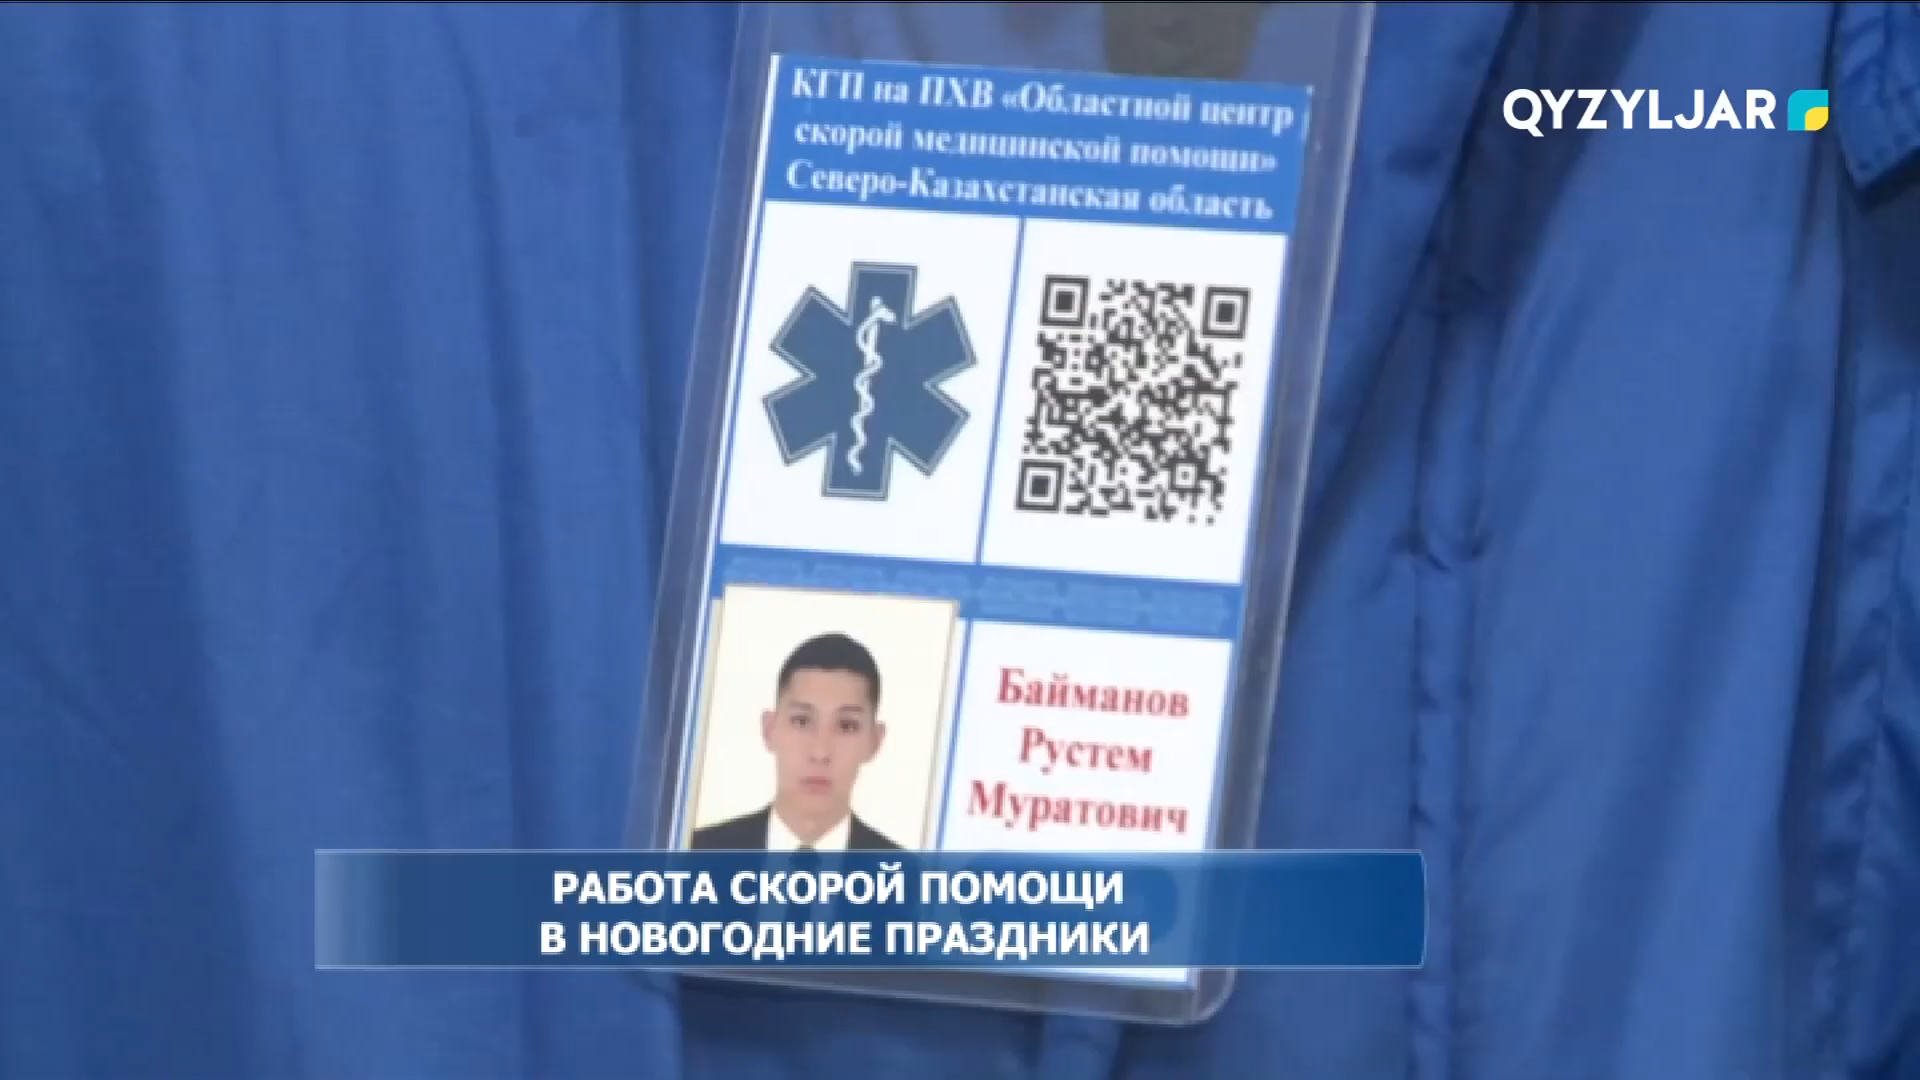 КГП на ПХВ «Областной центр
скорой медицинской помощи»
Северо-Казахстанская область
QYZYLJAR
Байманов
Рустем
Муратович
РАБОТА СКОРОЙ ПОМОЩИ
В НОВОГОДНИЕ ПРАЗДНИКИ